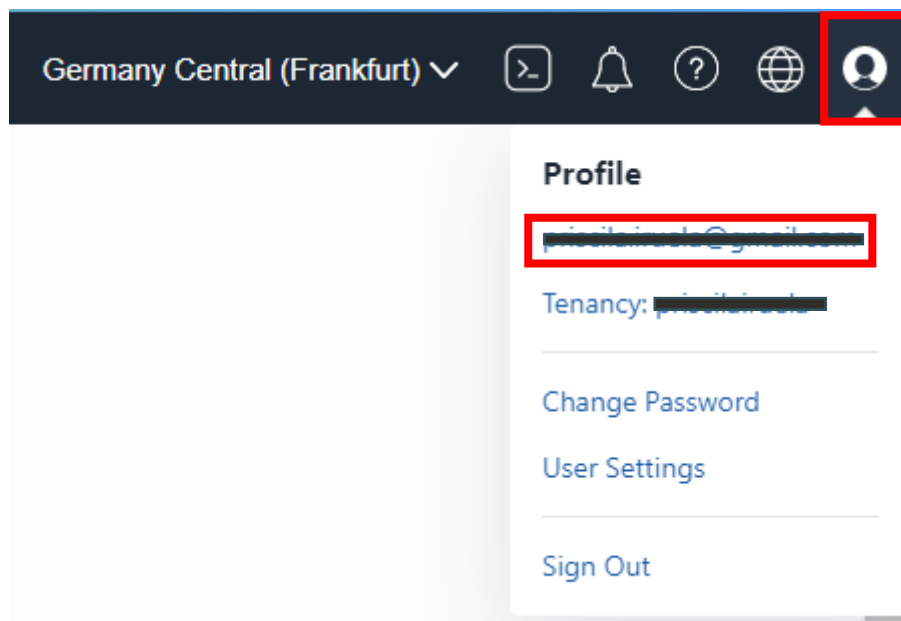 Germany Central (Frankfurt)
Profile
Tenancy:
Change Password
User Settings
Sign Out